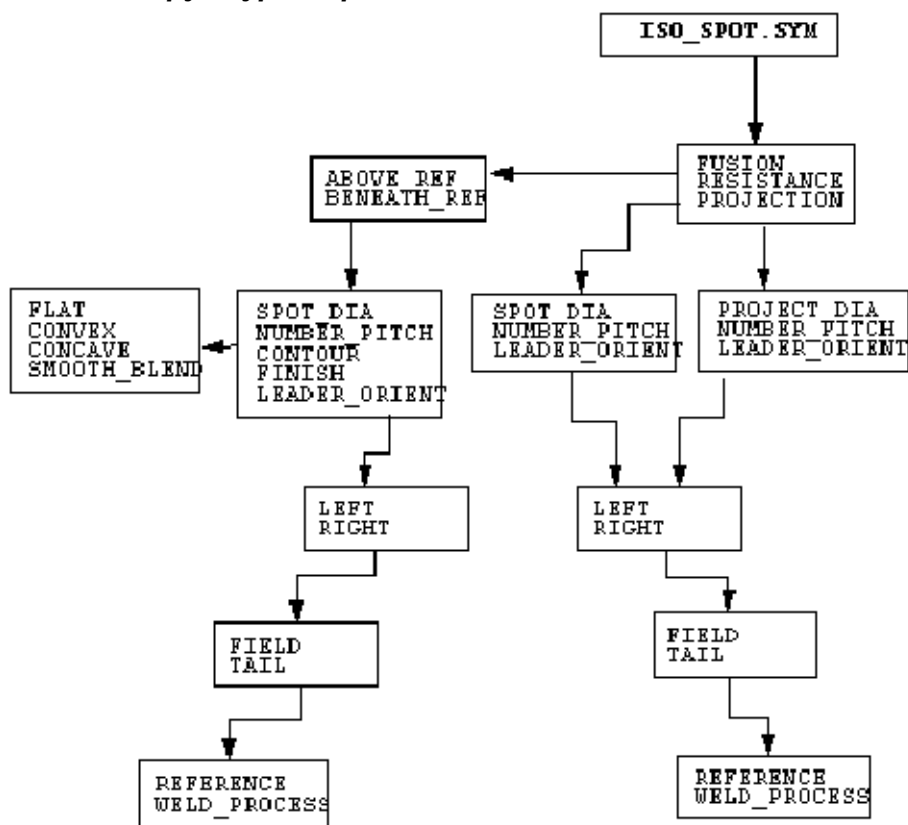 ISO_SPOT.SYM
FUSION
RESISTANCE
PROJECTION
ABOVE_REF
BENEATH_REF
FLAT
CONVEX
CONCAVE
SMOOTH_BLEND
SPOT_DIA
NUMBER_PITCH
CONTOUR
FINISH
LEADER_ORIENT
SPOT_DIA
NUMBER_PITCH
LEADER_ORIENT
PROJECT_DIA
NUMBER_PITCH
LEADER_ORIENT
LEFT
RIGHT
LEFT
RIGHT
FIELD
TAIL
FIELD
TAIL
REFERENCE
WELD_PROCESS
REFERENCE
WELD_PROCESS